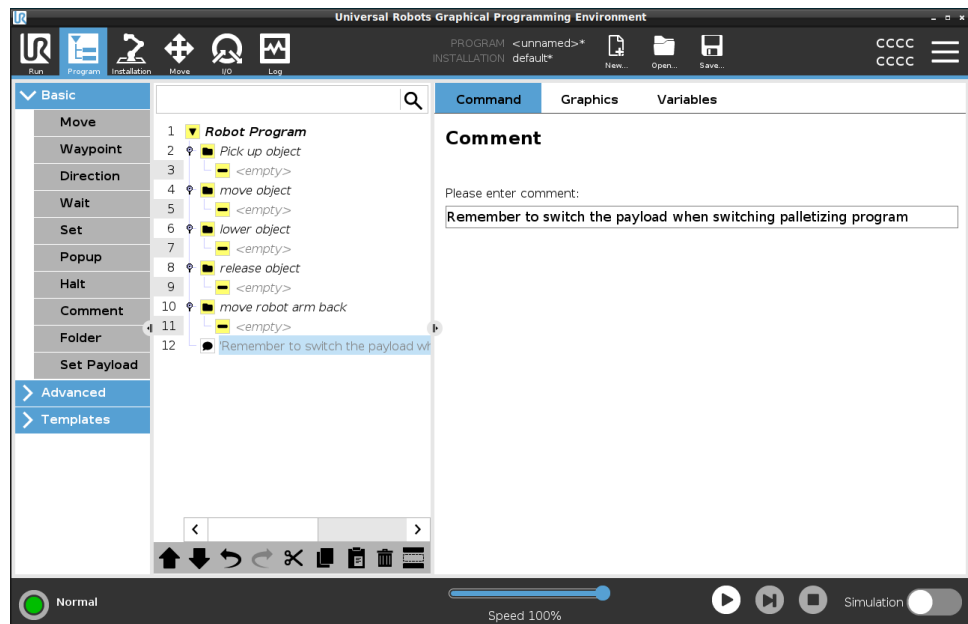 Universal Robots Graphical Programming Environment
Run
Program
Installation
Move
I/O
Log
PROGRAM <unnamed>*
INSTALLATION default*
New...
Open...
Save...
CCCC
CCCC
Basic
Move
Waypoint
Direction
Wait
Set
Popup
Halt
Comment
Folder
Set Payload
Advanced
Templates
1 Robot Program
2 Pick up object
3 <empty>
4 move object
5 <empty>
6 lower object
7 <empty>
8 release object
9 <empty>
10 move robot arm back
11 <empty>
12 'Remember to switch the payload wh
Command
Graphics
Variables
Comment
Please enter comment:
Remember to switch the payload when switching palletizing program
Normal
Speed 100%
Simulation